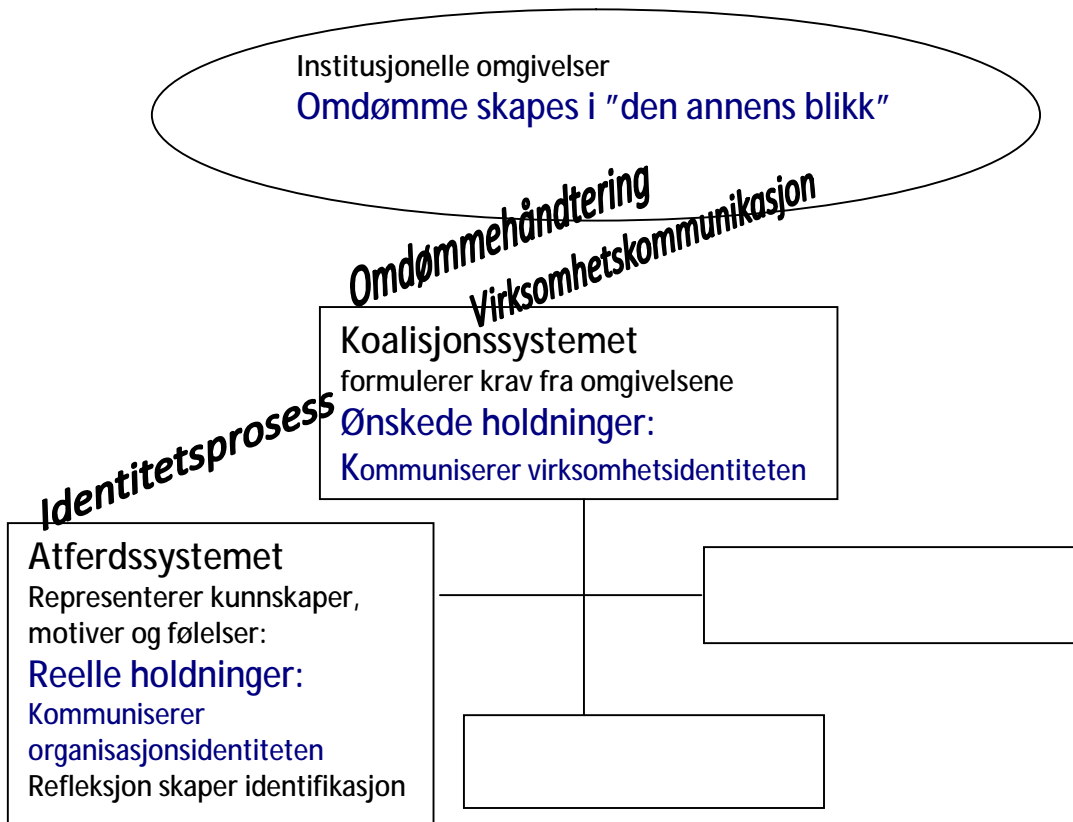 Institusjonelle omgivelser
Omdømme skapes i ”den annens blikk”
Omdømmehåndtering
Virksomhetskommunikasjon
Koalisjonssystemet
formulerer krav fra omgivelsene
Ønskede holdninger:
Kommuniserer virksomhetsidentiteten
Identitetsprosess
Atferdssystemet
Representerer kunnskaper,
motiver og følelser:
Reelle holdninger:
Kommuniserer
organisasjonsidentiteten
Refleksjon skaper identifikasjon